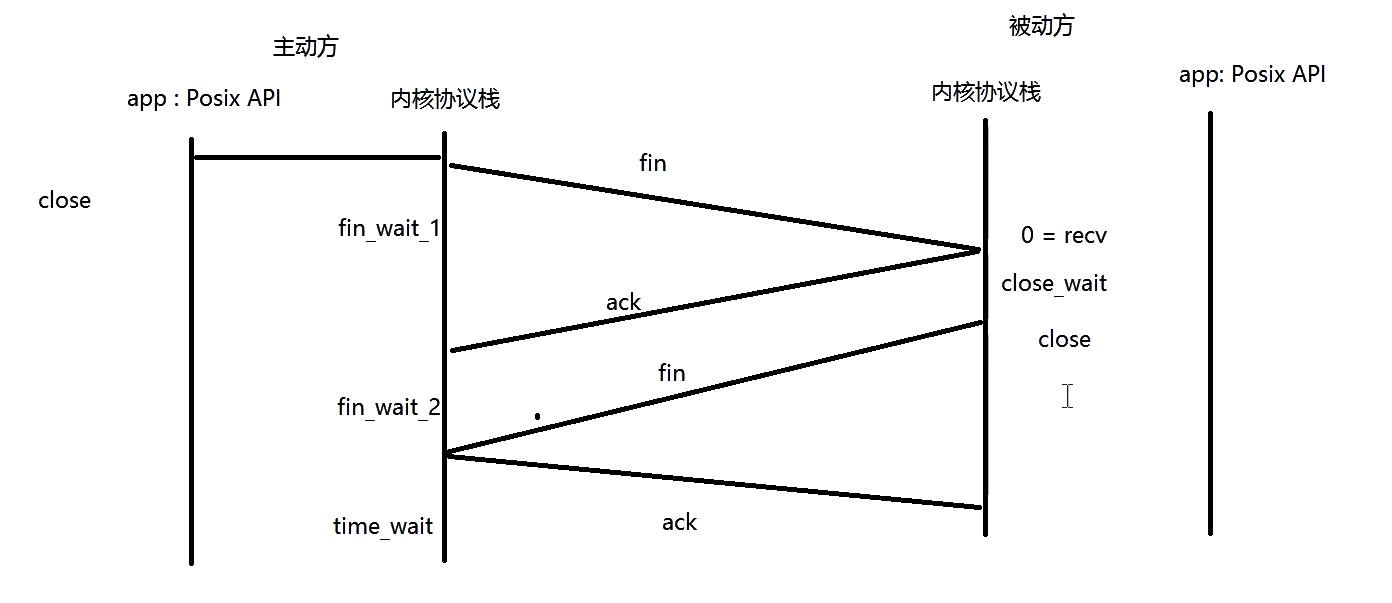 主动方
被动方
app : Posix API
内核协议栈
内核协议栈
app: Posix API
close
fin
fin_wait_1
0 = recv
ack
close_wait
close
fin
fin_wait_2
time_wait
ack